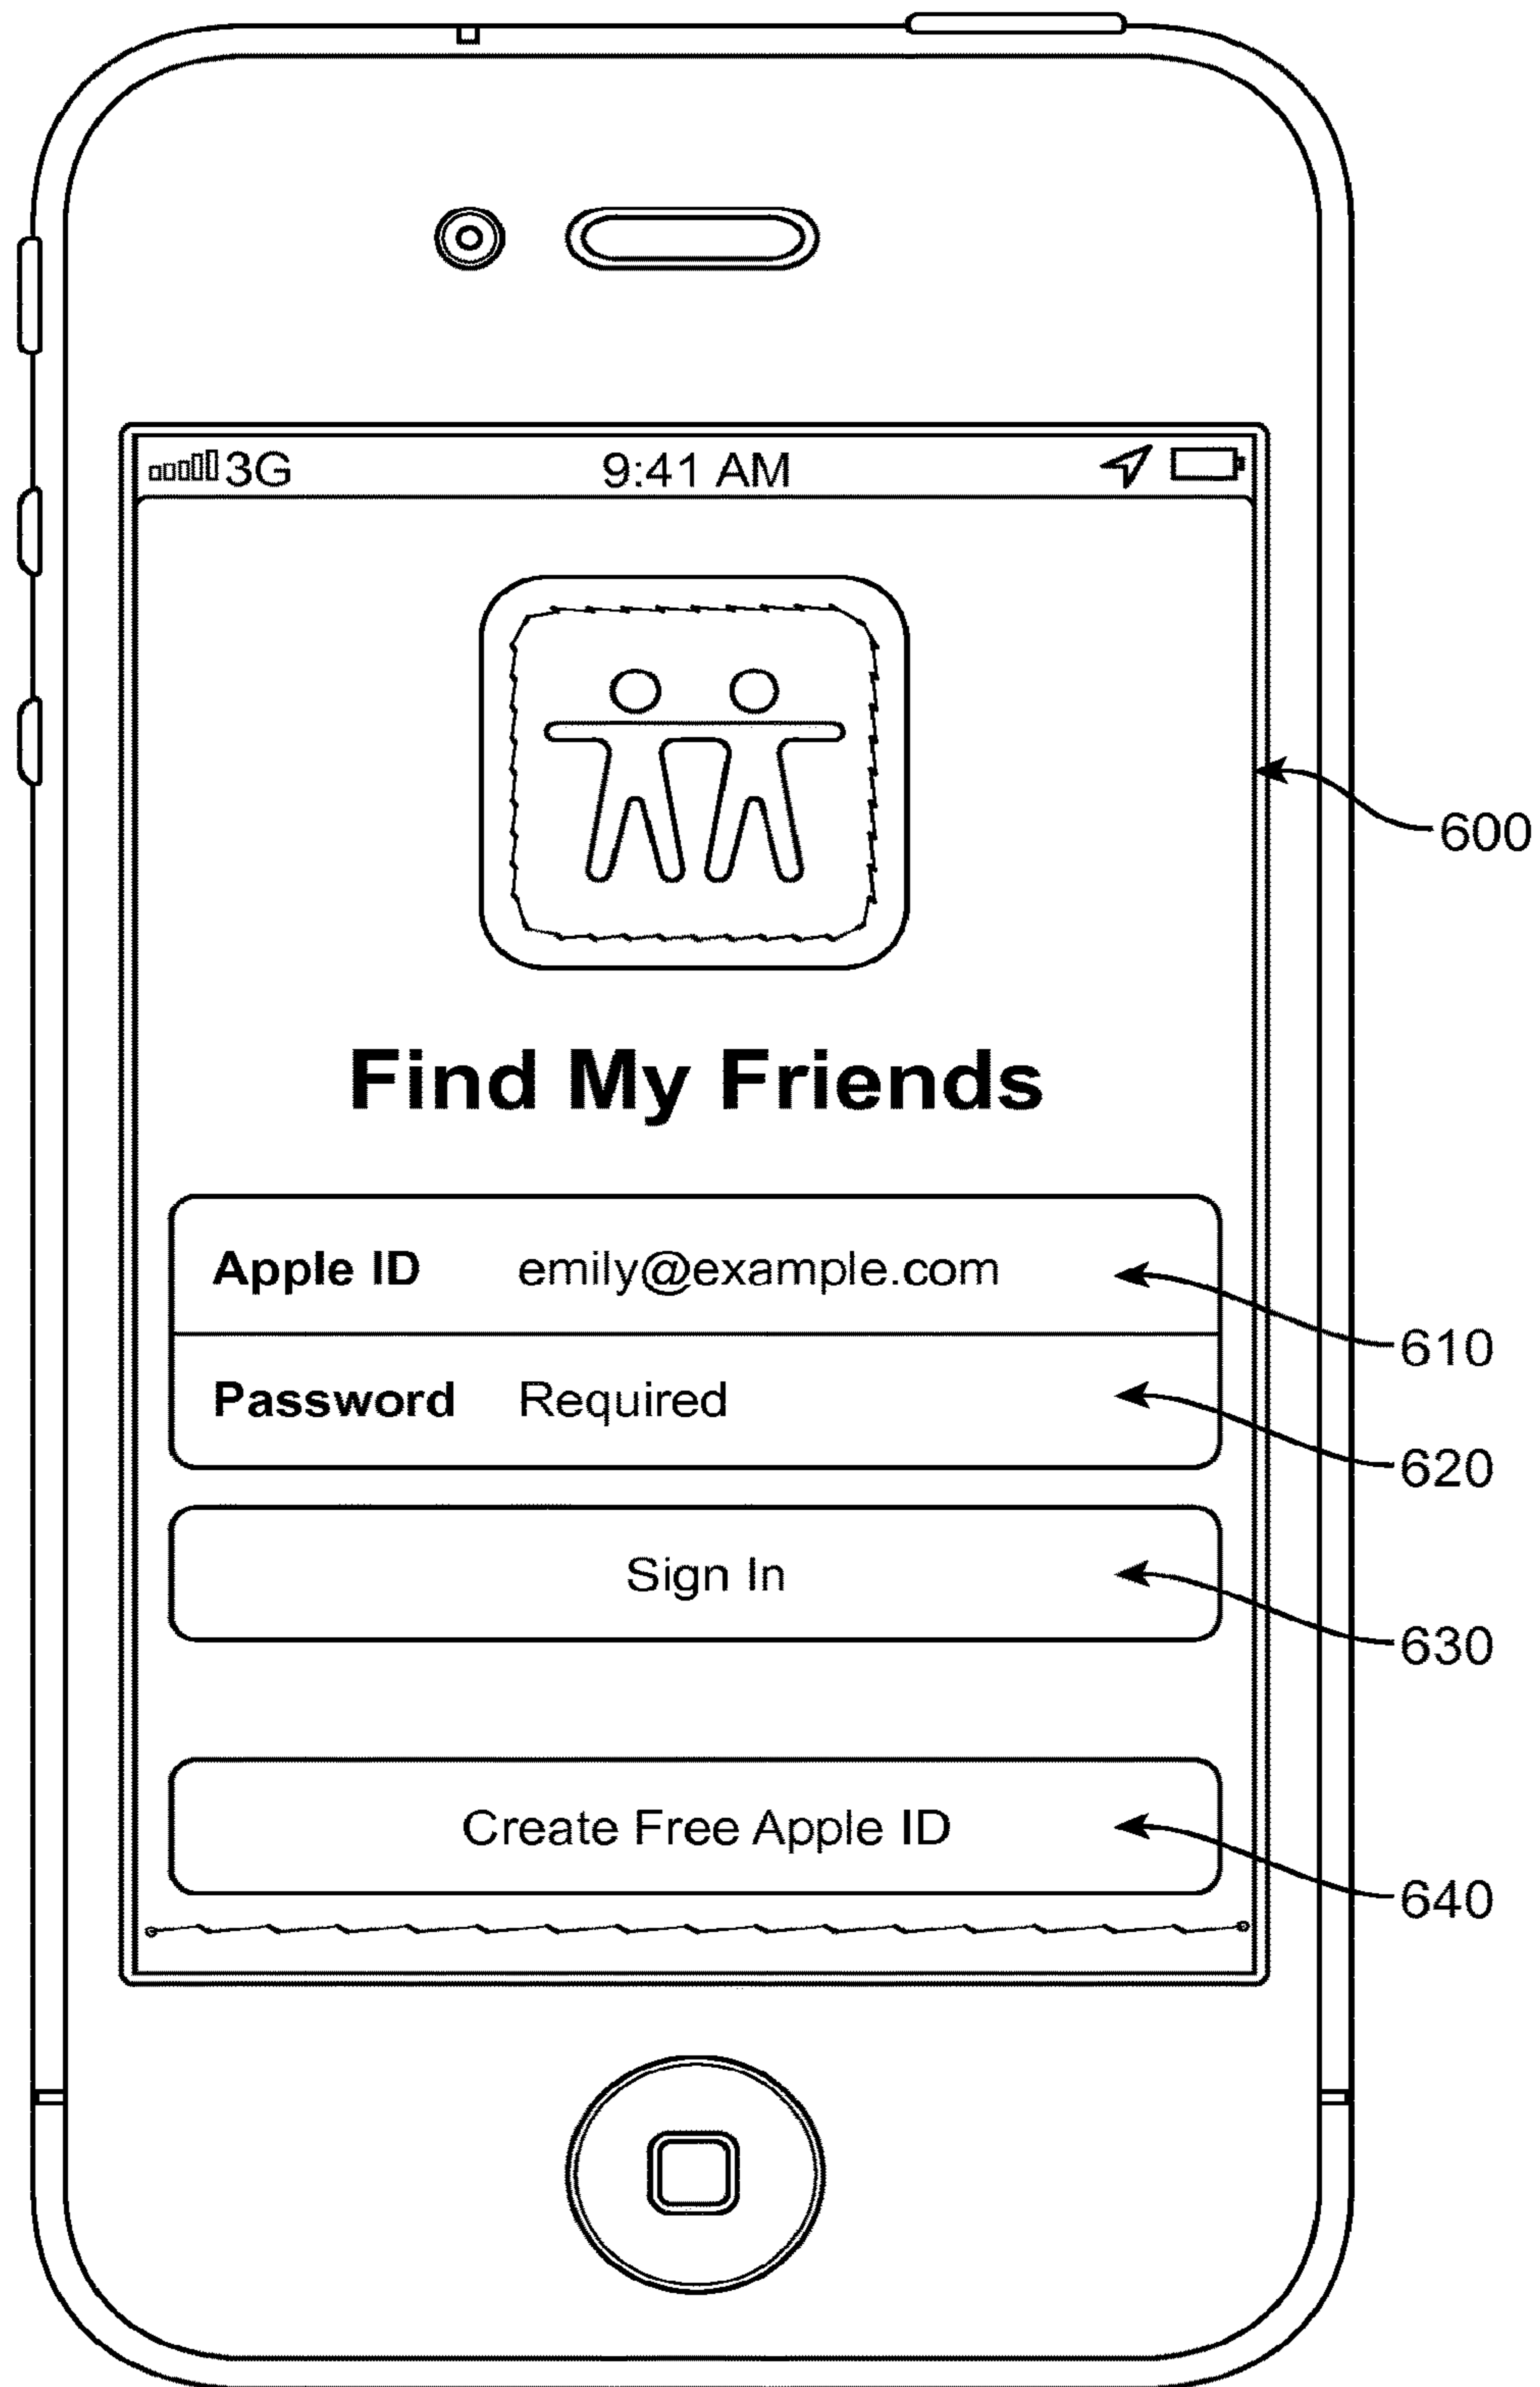 3G 9:41 AM
600
Find My Friends
Apple ID emily@example.com
610
Password Required
620
Sign In
630
Create Free Apple ID
640